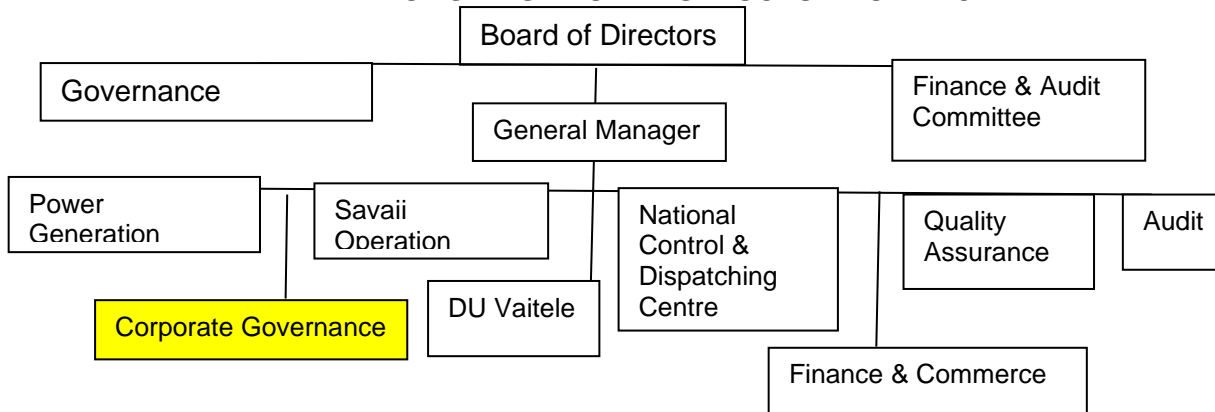 Board of Directors
Governance
Finance & Audit
Committee
General Manager
Power
Generation
Savaii
Operation
National
Control &
Dispatching
Centre
Quality
Assurance
Audit
Corporate Governance
DU Vaitele
Finance & Commerce